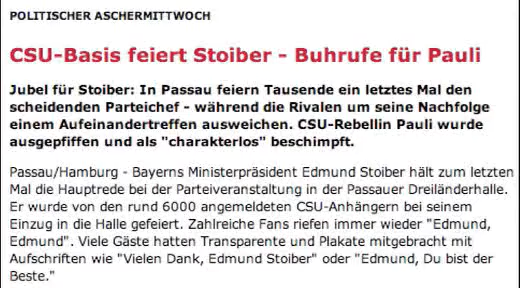 POLITISCHER ASCHERMITTWOCH
CSU-Basis feiert Stoiber - Buhrufe für Pauli
Jubel für Stoiber: In Passau feiern Tausende ein letztes Mal den
scheidenden Parteichef - während die Rivalen um seine Nachfolge
einem Aufeinandertreffen ausweichen. CSU-Rebellin Pauli wurde
ausgepfiffen und als "charakterlos" beschimpft.
Passau/Hamburg - Bayerns Ministerpräsident Edmund Stoiber hält zum letzten
Mal die Hauptrede bei der Parteiveranstaltung in der Passauer Dreiländerhalle.
Er wurde von den rund 6000 angemeldeten CSU-Anhängern bei seinem
Einzug in die Halle gefeiert. Zahlreiche Fans riefen immer wieder "Edmund,
Edmund". Viele Gäste hatten Transparente und Plakate mitgebracht mit
Aufschriften wie "Vielen Dank, Edmund Stoiber" oder "Edmund, Du bist der
Beste."